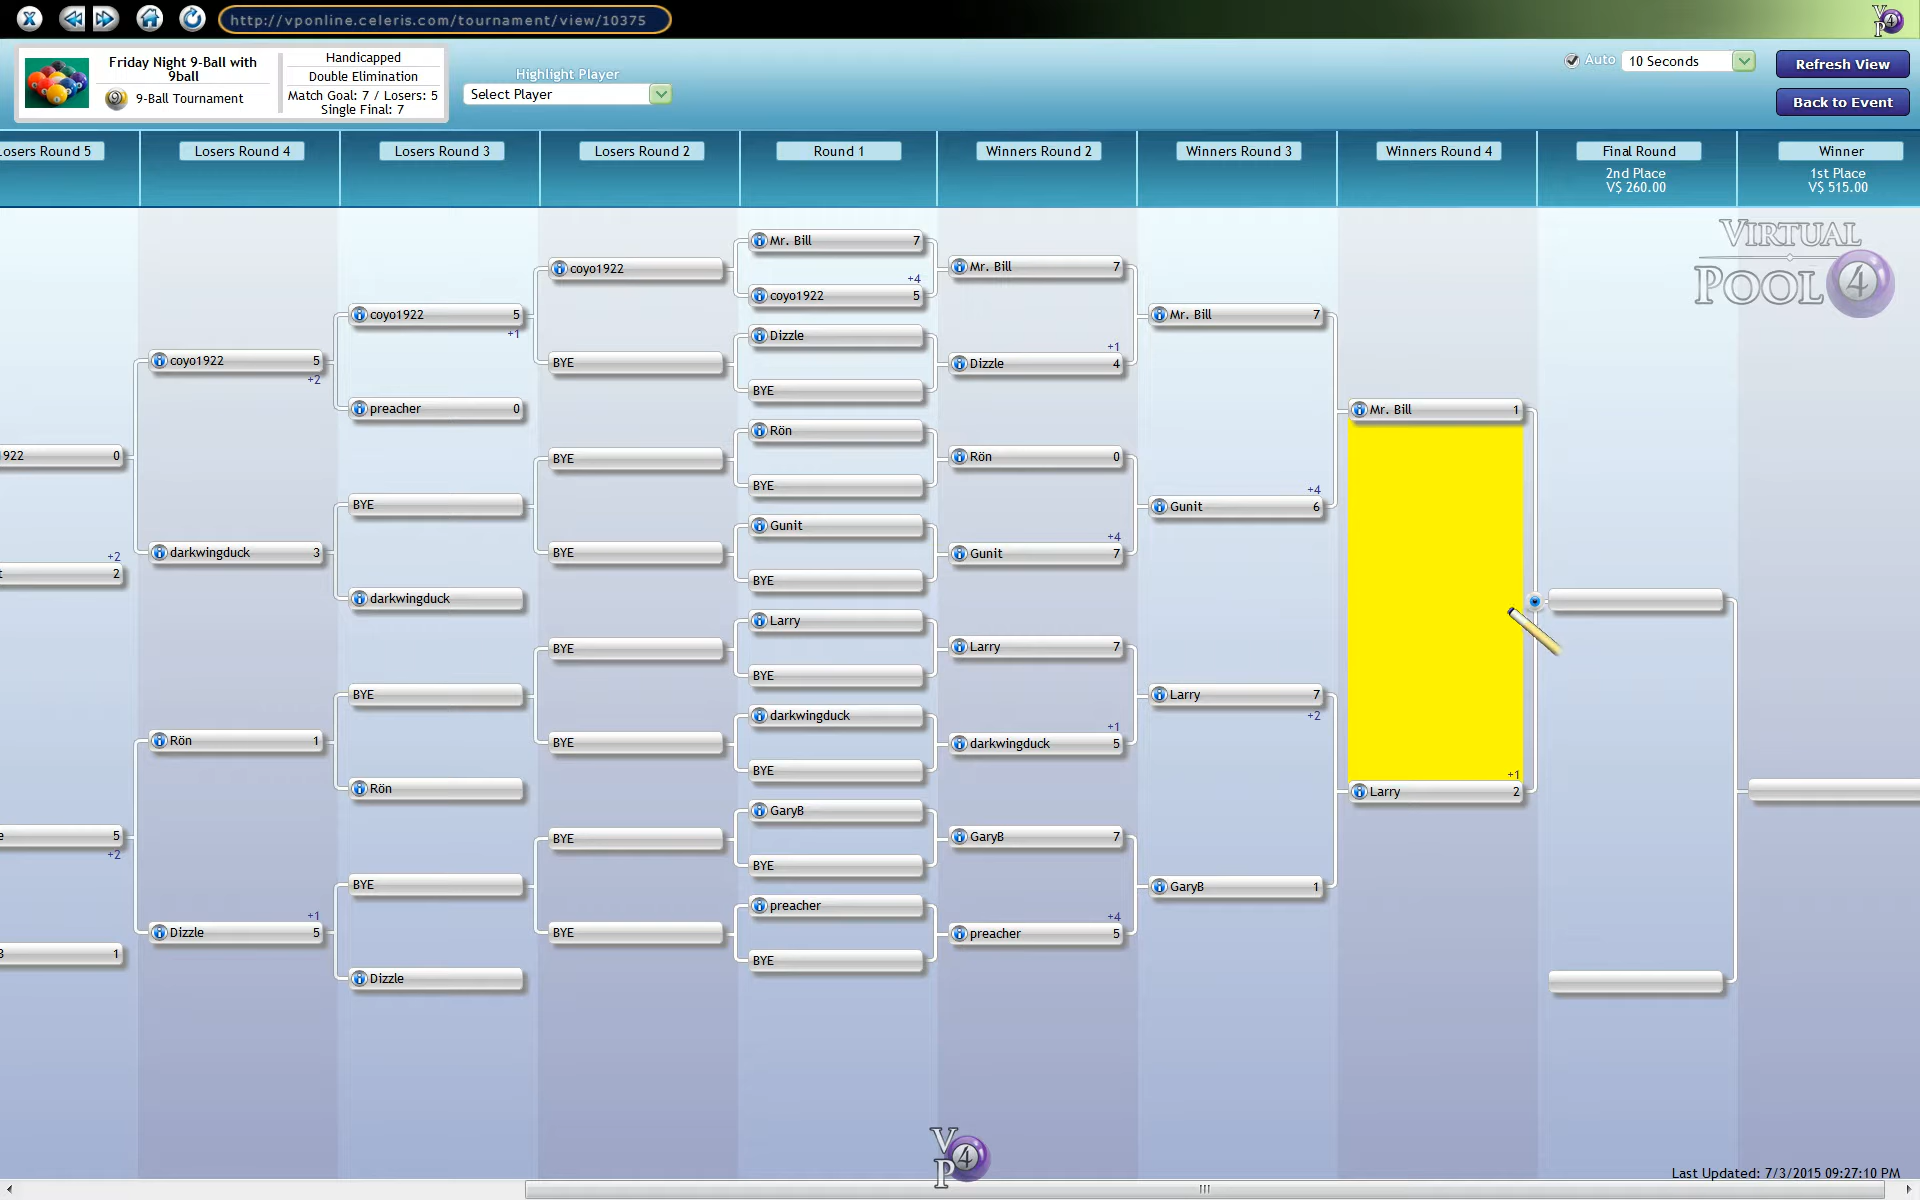 http://vponline.celeris.com/tournament/view/10375
V P 4
Friday Night 9-Ball with
9ball
9-Ball Tournament
Handicapped
Double Elimination
Match Goal: 7 / Losers: 5
Single Final: 7
Highlight Player
Select Player
Auto
10 Seconds
Refresh View
Back to Event
Losers Round 5
Losers Round 4
Losers Round 3
Losers Round 2
Round 1
Winners Round 2
Winners Round 3
Winners Round 4
Final Round
2nd Place
V$ 260.00
Winner
1st Place
V$ 515.00
VIRTUAL
POOL 4
922 0
+2
2
5
+2
1
coyo1922 5
+2
darkwingduck 3
Rön 1
+1
Dizzle 5
coyo1922 5
+1
preacher 0
BYE
darkwingduck
BYE
Rön
BYE
Dizzle
coyo1922
BYE
BYE
BYE
BYE
BYE
BYE
BYE
Mr. Bill 7
+4
coyo1922 5
Dizzle
BYE
Rön
BYE
Gunit
BYE
Larry
BYE
darkwingduck
BYE
GaryB
BYE
preacher
BYE
Mr. Bill 7
+1
Dizzle 4
Rön 0
+4
Gunit 7
Larry 7
+1
darkwingduck 5
GaryB 7
+4
preacher 5
Mr. Bill 7
+4
Gunit 6
Larry 7
+2
GaryB 1
Mr. Bill 1
+1
Larry 2
V P 4
Last Updated: 7/3/2015 09:27:10 PM